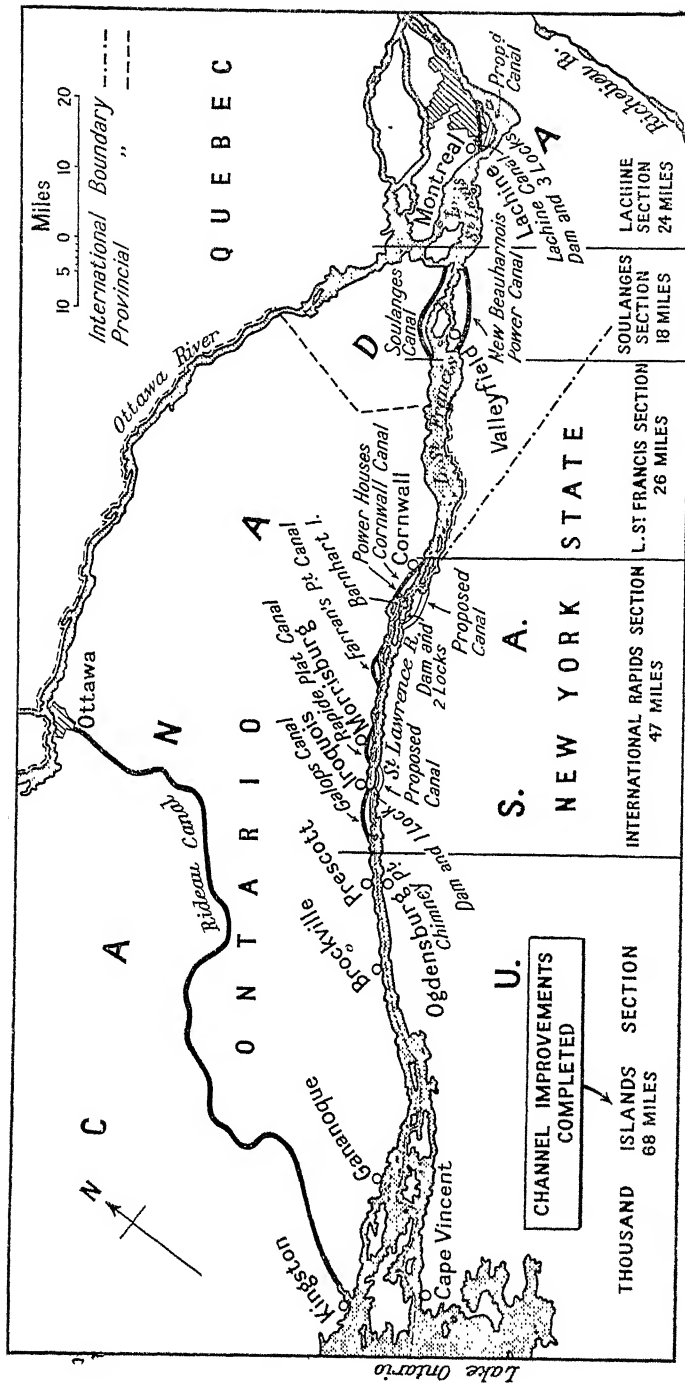 Miles
10 5 0 10 20
International Boundary
Provincial "
QUEBEC
CANADA
ONTARIO
N
Ottawa River
Ottawa
Rideau Canal
Kingston
Gananoque
Brockville
Prescott
Galops Canal
Iroquois
Rapide Plat Canal
Morrisburg
Farran's Pt. Canal
Barnhart I.
Power Houses
Cornwall Canal
Cornwall
L. St. Francis
Soulanges
Canal
Valleyfield
New Beauharnois
Power Canal
Montreal
L. St. Louis
Lachine
Lachine Canal
Dam and 3 Locks
Prop'd
Canal
Richelieu R.
Lake Ontario
Cape Vincent
Ogdensburg
Chimney Pt.
Dam and 1 Lock
1 Lock
St Lawrence R.
Proposed
Canal
Dam and
2 Locks
Proposed
Canal
U. S. A.
NEW YORK STATE
CHANNEL IMPROVEMENTS
COMPLETED
THOUSAND ISLANDS SECTION
68 MILES
INTERNATIONAL RAPIDS SECTION
47 MILES
L. ST FRANCIS SECTION
26 MILES
SOULANGES
SECTION
18 MILES
LACHINE
SECTION
24 MILES